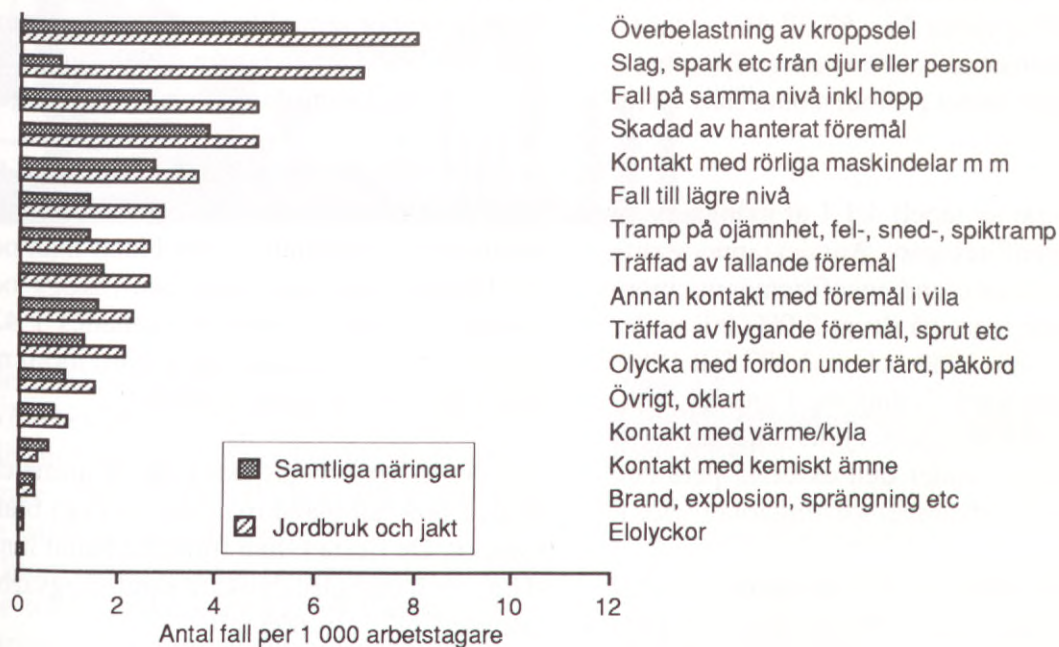 Överbelastning av kroppsdel
Slag, spark etc från djur eller person
Fall på samma nivå inkl hopp
Skadad av hanterat föremål
Kontakt med rörliga maskindelar m m
Fall till lägre nivå
Tramp på ojämnhet, fel-, sned-, spiktramp
Träffad av fallande föremål
Annan kontakt med föremål i vila
Träffad av flygande föremål, sprut etc
Olycka med fordon under färd, påkörd
Övrigt, oklart
Kontakt med värme/kyla
Kontakt med kemiskt ämne
Brand, explosion, sprängning etc
Elolyckor
Samtliga näringar
Jordbruk och jakt
0 2 4 6 8 10 12
Antal fall per 1 000 arbetstagare